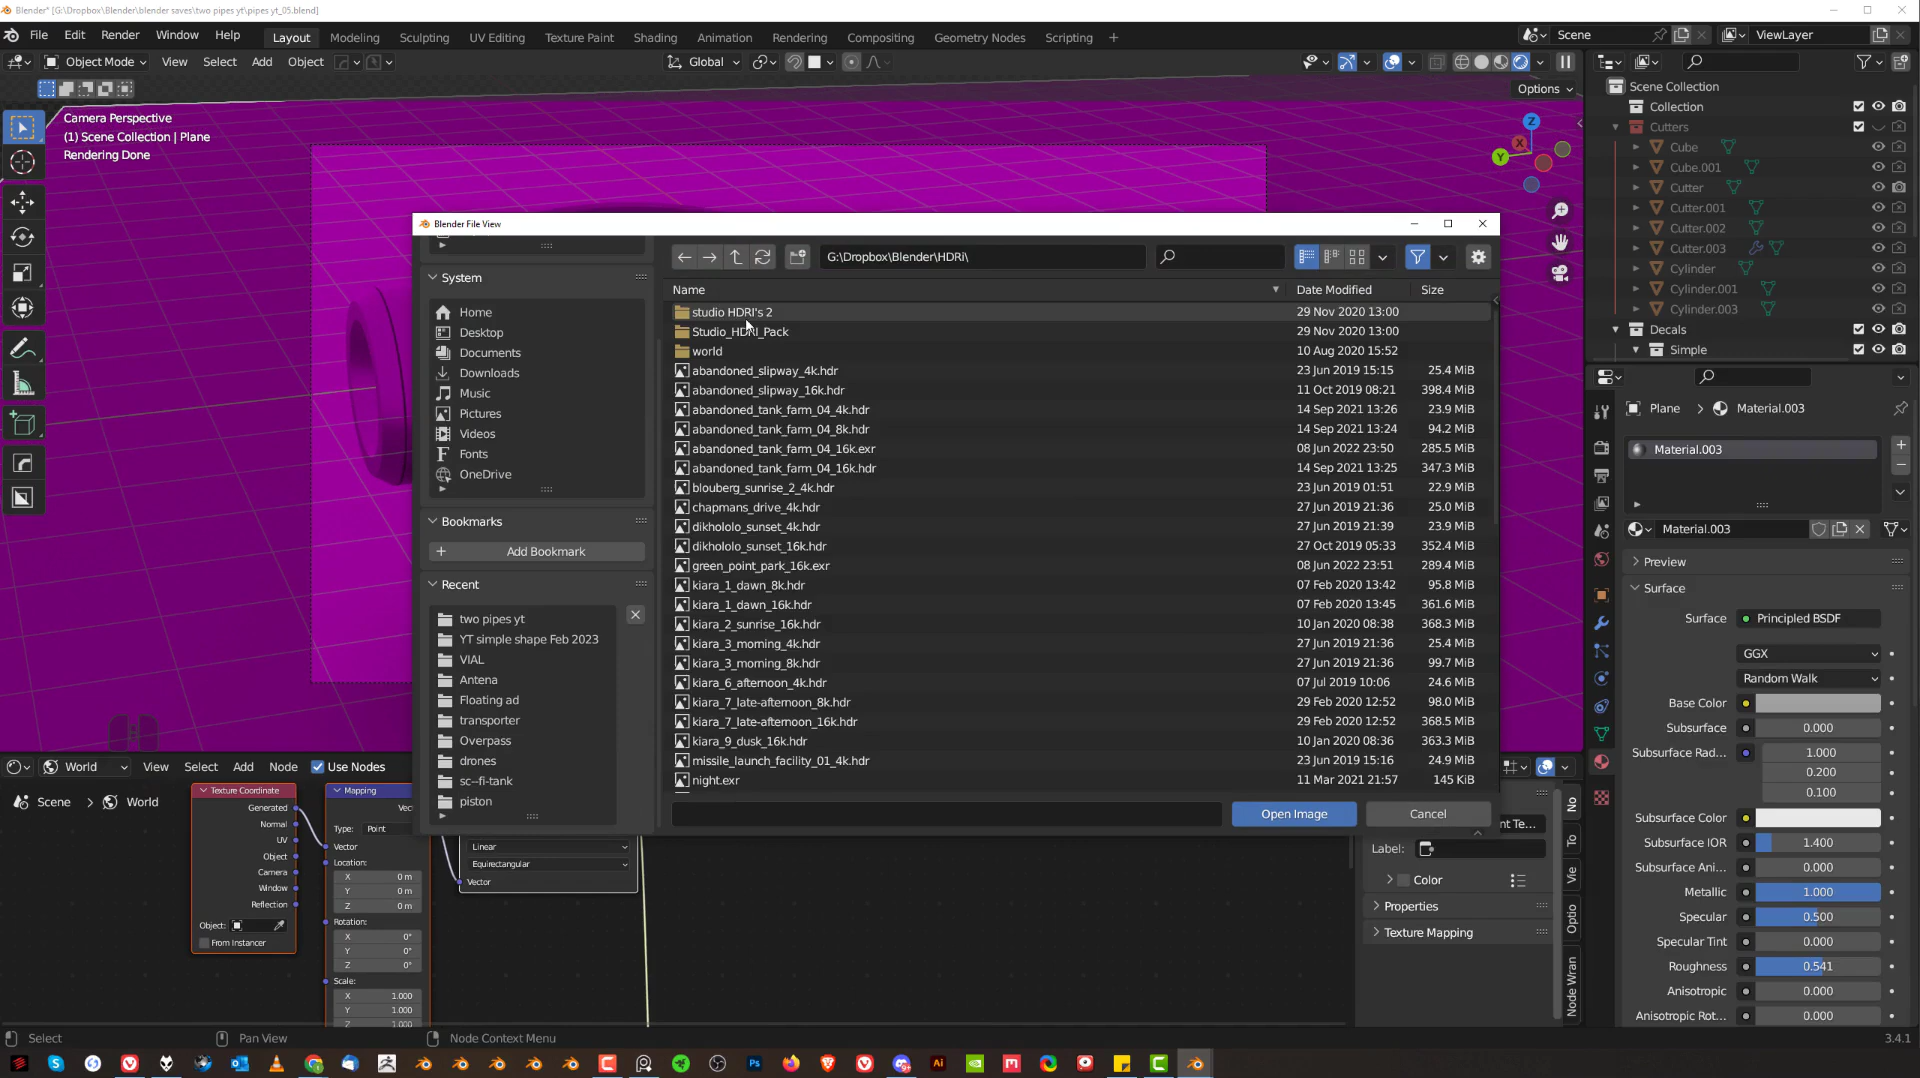 Blender* [G:\Dropbox\Blender\blender saves\two pipes yt\pipes yt_05.blend]
File Edit Render Window Help
Layout Modeling Sculpting UV Editing Texture Paint Shading Animation Rendering Compositing Geometry Nodes Scripting
Scene ViewLayer
Object Mode View Select Add Object Global
Options
Camera Perspective
(1) Scene Collection | Plane
Rendering Done
Z
X
Y
Scene Collection
Collection
Cutters
Cube
Cube.001
Cutter
Cutter.001
Cutter.002
Cutter.003
Cylinder
Cylinder.001
Cylinder.003
Decals
Simple
Blender File View
System
Home
Desktop
Documents
Downloads
Music
Pictures
Videos
Fonts
OneDrive
Bookmarks
Add Bookmark
Recent
two pipes yt
YT simple shape Feb 2023
VIAL
Antena
Floating ad
transporter
Overpass
drones
sc--fi-tank
piston
G:\Dropbox\Blender\HDRi\
Name Date Modified Size
studio HDRI's 2 29 Nov 2020 13:00
Studio_HDRI_Pack 29 Nov 2020 13:00
world 10 Aug 2020 15:52
abandoned_slipway_4k.hdr 23 Jun 2019 15:15 25.4 MiB
abandoned_slipway_16k.hdr 11 Oct 2019 08:21 398.4 MiB
abandoned_tank_farm_04_4k.hdr 14 Sep 2021 13:26 23.9 MiB
abandoned_tank_farm_04_8k.hdr 14 Sep 2021 13:24 94.2 MiB
abandoned_tank_farm_04_16k.exr 08 Jun 2022 23:50 285.5 MiB
abandoned_tank_farm_04_16k.hdr 14 Sep 2021 13:25 347.3 MiB
blouberg_sunrise_2_4k.hdr 23 Jun 2019 01:51 22.9 MiB
chapmans_drive_4k.hdr 27 Jun 2019 21:36 25.0 MiB
dikhololo_sunset_4k.hdr 27 Jun 2019 21:39 23.9 MiB
dikhololo_sunset_16k.hdr 27 Oct 2019 05:33 352.4 MiB
green_point_park_16k.exr 08 Jun 2022 23:51 289.4 MiB
kiara_1_dawn_8k.hdr 07 Feb 2020 13:42 95.8 MiB
kiara_1_dawn_16k.hdr 07 Feb 2020 13:45 361.6 MiB
kiara_2_sunrise_16k.hdr 10 Jan 2020 08:38 368.3 MiB
kiara_3_morning_4k.hdr 27 Jun 2019 21:36 25.4 MiB
kiara_3_morning_8k.hdr 27 Jun 2019 21:36 99.7 MiB
kiara_6_afternoon_4k.hdr 07 Jul 2019 10:06 24.6 MiB
kiara_7_late-afternoon_8k.hdr 29 Feb 2020 12:52 98.0 MiB
kiara_7_late-afternoon_16k.hdr 29 Feb 2020 12:52 368.5 MiB
kiara_9_dusk_16k.hdr 10 Jan 2020 08:36 363.3 MiB
missile_launch_facility_01_4k.hdr 23 Jun 2019 15:16 24.9 MiB
night.exr 11 Mar 2021 21:57 145 KiB
Open Image Cancel
Plane Material.003
Material.003
Material.003
Preview
Surface
Surface Principled BSDF
GGX
Random Walk
Base Color
Subsurface 0.000
Subsurface Rad... 1.000
0.200
0.100
Subsurface Color
Subsurface IOR 1.400
Subsurface Ani... 0.000
Metallic 1.000
Specular 0.500
Specular Tint 0.000
Roughness 0.541
Anisotropic 0.000
Anisotropic Rot... 0.000
World View Select Add Node Use Nodes
Scene World
Texture Coordinate
Generated
Normal
UV
Object
Camera
Window
Reflection
Object:
From Instancer
Mapping
Vec
Type: Point
Vector
Location:
X 0 m
Y 0 m
Z 0 m
Rotation:
X 0°
Y 0°
Z 0°
Scale:
X 1.000
Y 1.000
Z 1.000
Linear
Equirectangular
Vector
nt Te...
Label:
Color
Properties
Texture Mapping
No
To
Vie
Optio
Node Wran
Select Pan View Node Context Menu 3.4.1